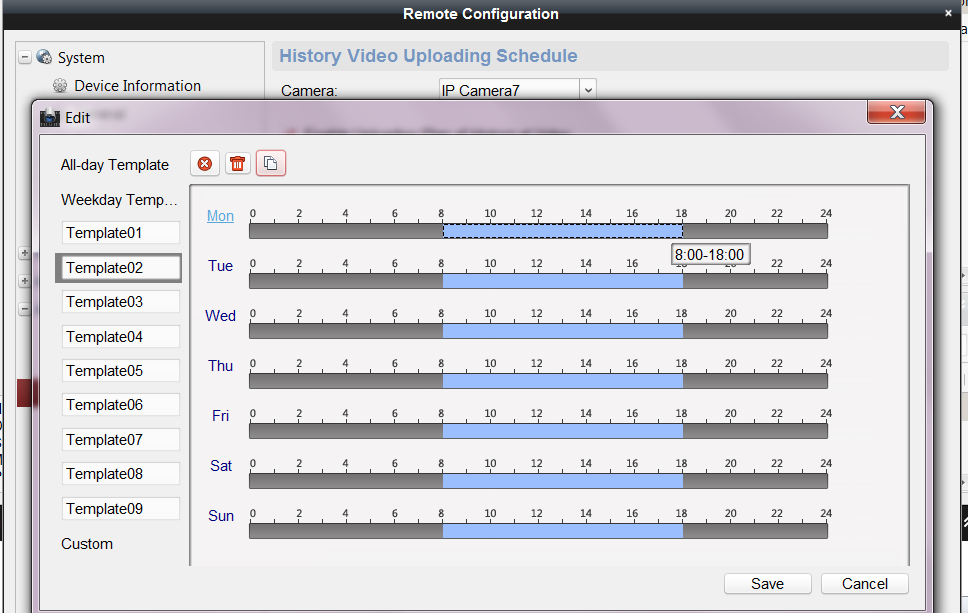 Remote Configuration
System
Device Information
History Video Uploading Schedule
Camera:
IP Camera7
Edit
All-day Template
Weekday Temp...
Template01
Template02
Template03
Template04
Template05
Template06
Template07
Template08
Template09
Custom
Mon
0 2 4 6 8 10 12 14 16 18 20 22 24
8:00-18:00
Tue
0 2 4 6 8 10 12 14 16 18 20 22 24
Wed
0 2 4 6 8 10 12 14 16 18 20 22 24
Thu
0 2 4 6 8 10 12 14 16 18 20 22 24
Fri
0 2 4 6 8 10 12 14 16 18 20 22 24
Sat
0 2 4 6 8 10 12 14 16 18 20 22 24
Sun
0 2 4 6 8 10 12 14 16 18 20 22 24
Save
Cancel